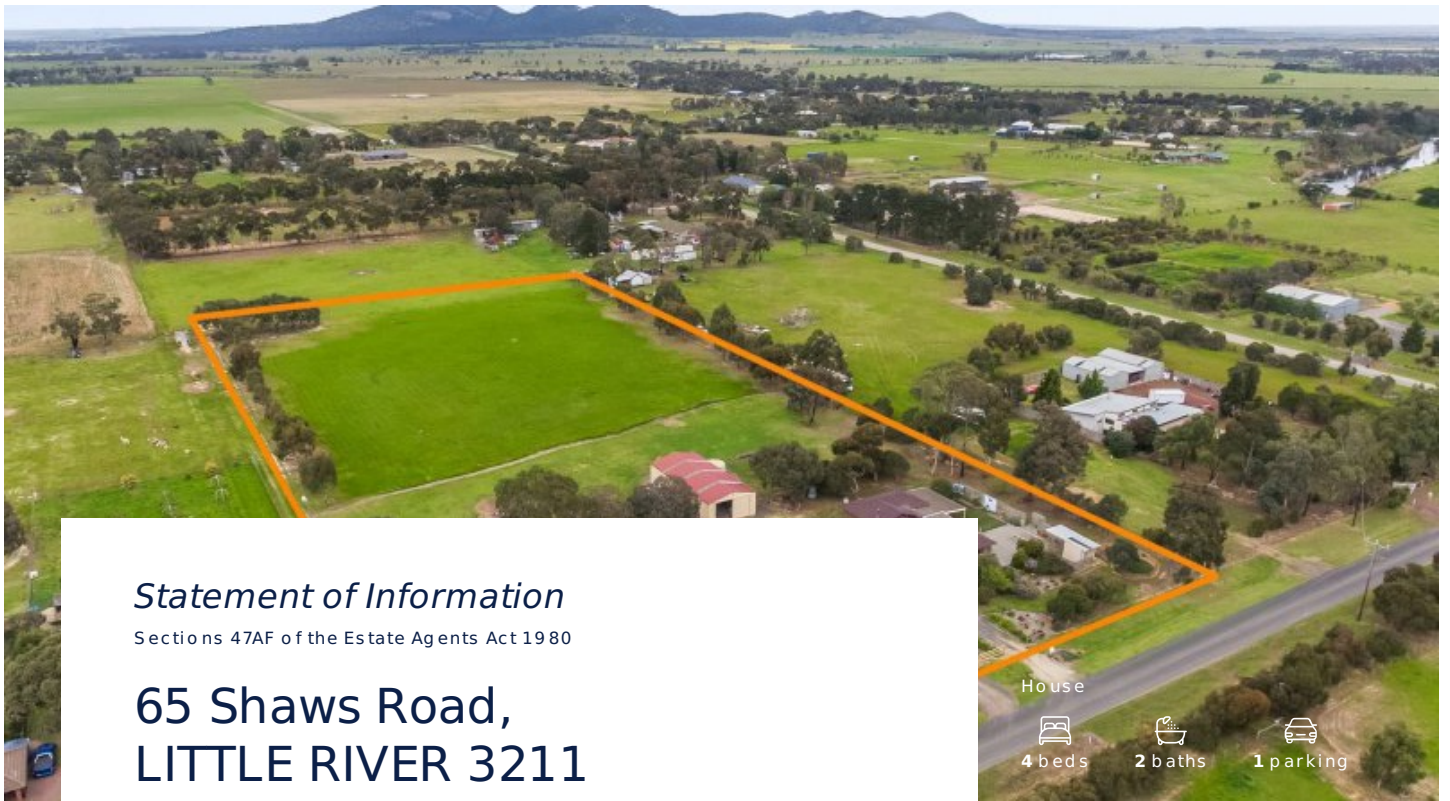 Statement of Information
Sections 47AF of the Estate Agents Act 1980
65 Shaws Road,
LITTLE RIVER 3211
House
4 beds 2 baths 1 parking